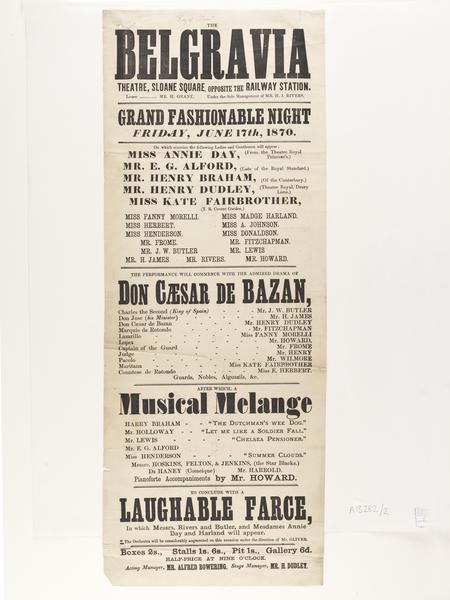 THE
BELGRAVIA
THEATRE, SLOANE SQUARE, OPPOSITE THE RAILWAY STATION.
Lessee MR. H. GRANT. Under the Sole Management of MR. H. J. RIVERS.
GRAND FASHIONABLE NIGHT
FRIDAY, JUNE 17th, 1870.
On which occasion the following Ladies and Gentlemen will appear:
MISS ANNIE DAY, (From the Theatre Royal Princess's.)
MR. E. G. ALFORD, (Late of the Royal Standard.)
MR. HENRY BRAHAM, (Of the Canterbury.)
MR. HENRY DUDLEY, (Theatre Royal, Drury Lane.)
MISS KATE FAIRBROTHER,
(T. R. Covent Garden.)
MISS FANNY MORELLI. MISS MADGE HARLAND.
MISS HERBERT. MISS A. JOHNSON.
MISS HENDERSON. MISS DONALDSON.
MR. FROME. MR. FITZCHAPMAN.
MR. J. W. BUTLER MR. LEWIS
MR. H. JAMES MR. RIVERS. MR. HOWARD.
THE PERFORMANCE WILL COMMENCE WITH THE ADMIRED DRAMA OF
DON CÆSAR DE BAZAN,
Charles the Second (King of Spain) - - - Mr. J. W. BUTLER
Don Jose (his Minister) - - - Mr. H. JAMES
Don Cæsar de Bazan - - - Mr. HENRY DUDLEY
Marquis de Rotondo - - - Mr. FITZCHAPMAN
Lazarillo - - - Miss FANNY MORELLI
Lopez - - - Mr. HOWARD,
Captain of the Guard - - - Mr. FROME
Judge - - - Mr. HENRY
Pacolo - - - Mr. WILMORE
Maritana - - - Miss KATE FAIRBROTHER
Countess de Rotondo - - - Miss E. HERBERT.
Guards, Nobles, Alguazils, &c.
AFTER WHICH, A
Musical Melange
HARRY BRAHAM - - "THE DUTCHMAN'S WEE DOG."
Mr. HOLLOWAY - - "LET ME LIKE A SOLDIER FALL."
Mr. LEWIS - - - "CHELSEA PENSIONER."
Mr. E. G. ALFORD
Miss HENDERSON - - - "SUMMER CLOUDS."
Messrs. HOSKINS, FELTON, & JENKINS, (the Star Blacks.)
DR HANEY (Comique) Mr. HARROLD.
Pianoforte Accompaniments by Mr. HOWARD.
TO CONCLUDE WITH A
LAUGHABLE FARCE,
In which Messrs. Rivers and Butler, and Mesdames Annie
Day and Harland will appear.
The Orchestra will be considerably augmented on this occasion under the direction of Mr. OLIVER.
Boxes 2s., Stalls 1s. 6s., Pit 1s., Gallery 6d.
HALF-PRICE AT NINE O'CLOCK.
Acting Manager, MR. ALFRED BOWERING. Stage Manager, MR. H. DUDLEY.